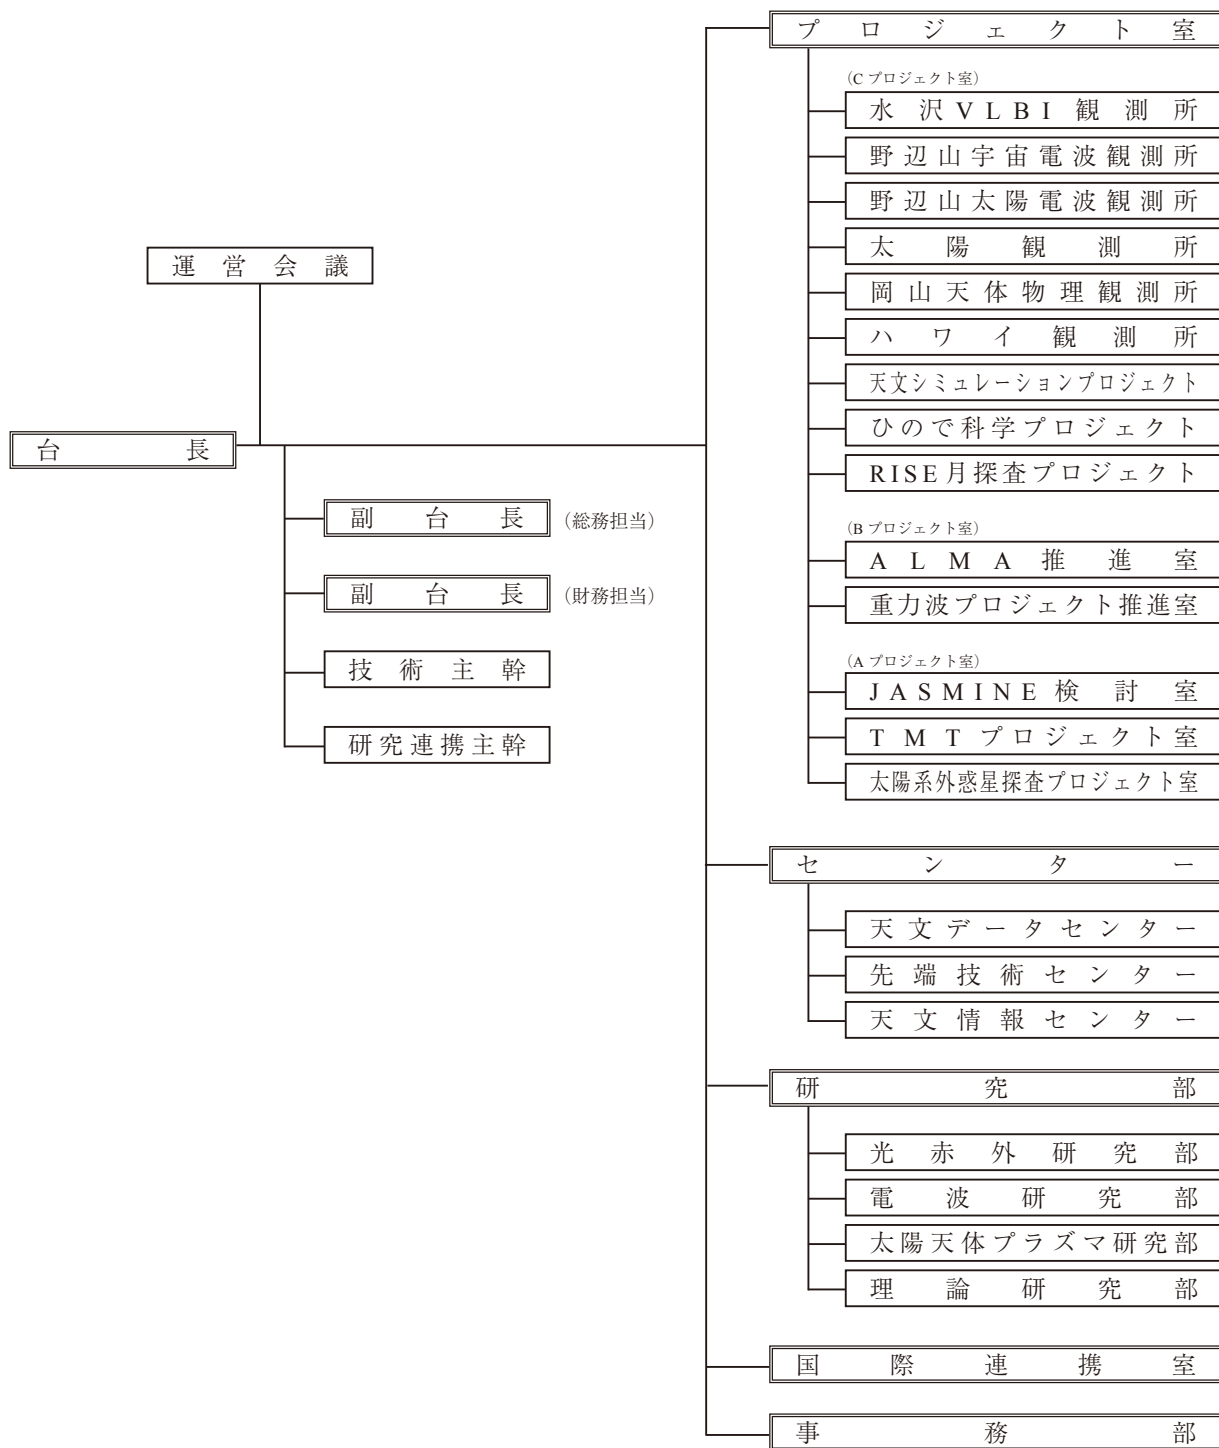 運営会議
台長
副台長 (総務担当)
副台長 (財務担当)
技術主幹
研究連携主幹
プロジェクト室
(C プロジェクト室)
水沢VLBI観測所
野辺山宇宙電波観測所
野辺山太陽電波観測所
太陽観測所
岡山天体物理観測所
ハワイ観測所
天文シミュレーションプロジェクト
ひので科学プロジェクト
RISE月探査プロジェクト
(B プロジェクト室)
ALMA推進室
重力波プロジェクト推進室
(A プロジェクト室)
JASMINE検討室
TMTプロジェクト室
太陽系外惑星探査プロジェクト室
センター
天文データセンター
先端技術センター
天文情報センター
研究部
光赤外研究部
電波研究部
太陽天体プラズマ研究部
理論研究部
国際連携室
事務部